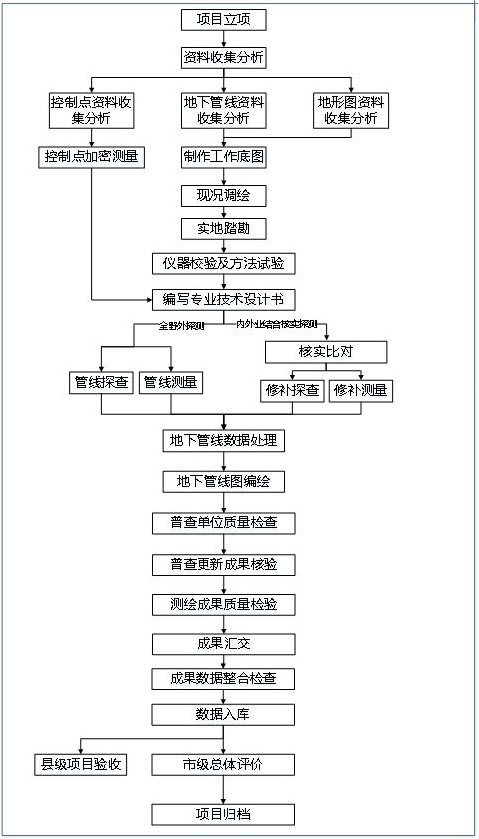 项目立项
资料收集分析
控制点资料收
集分析
地下管线资料
收集分析
地形图资料
收集分析
控制点加密测量
制作工作底图
现况调绘
实地踏勘
仪器校验及方法试验
编写专业技术设计书
全野外探测
内外业结合核实探测
核实比对
管线探查
管线测量
修补探查
修补测量
地下管线数据处理
地下管线图编绘
普查单位质量检查
普查更新成果核验
测绘成果质量检验
成果汇交
成果数据整合检查
数据入库
县级项目验收
市级总体评价
项目归档